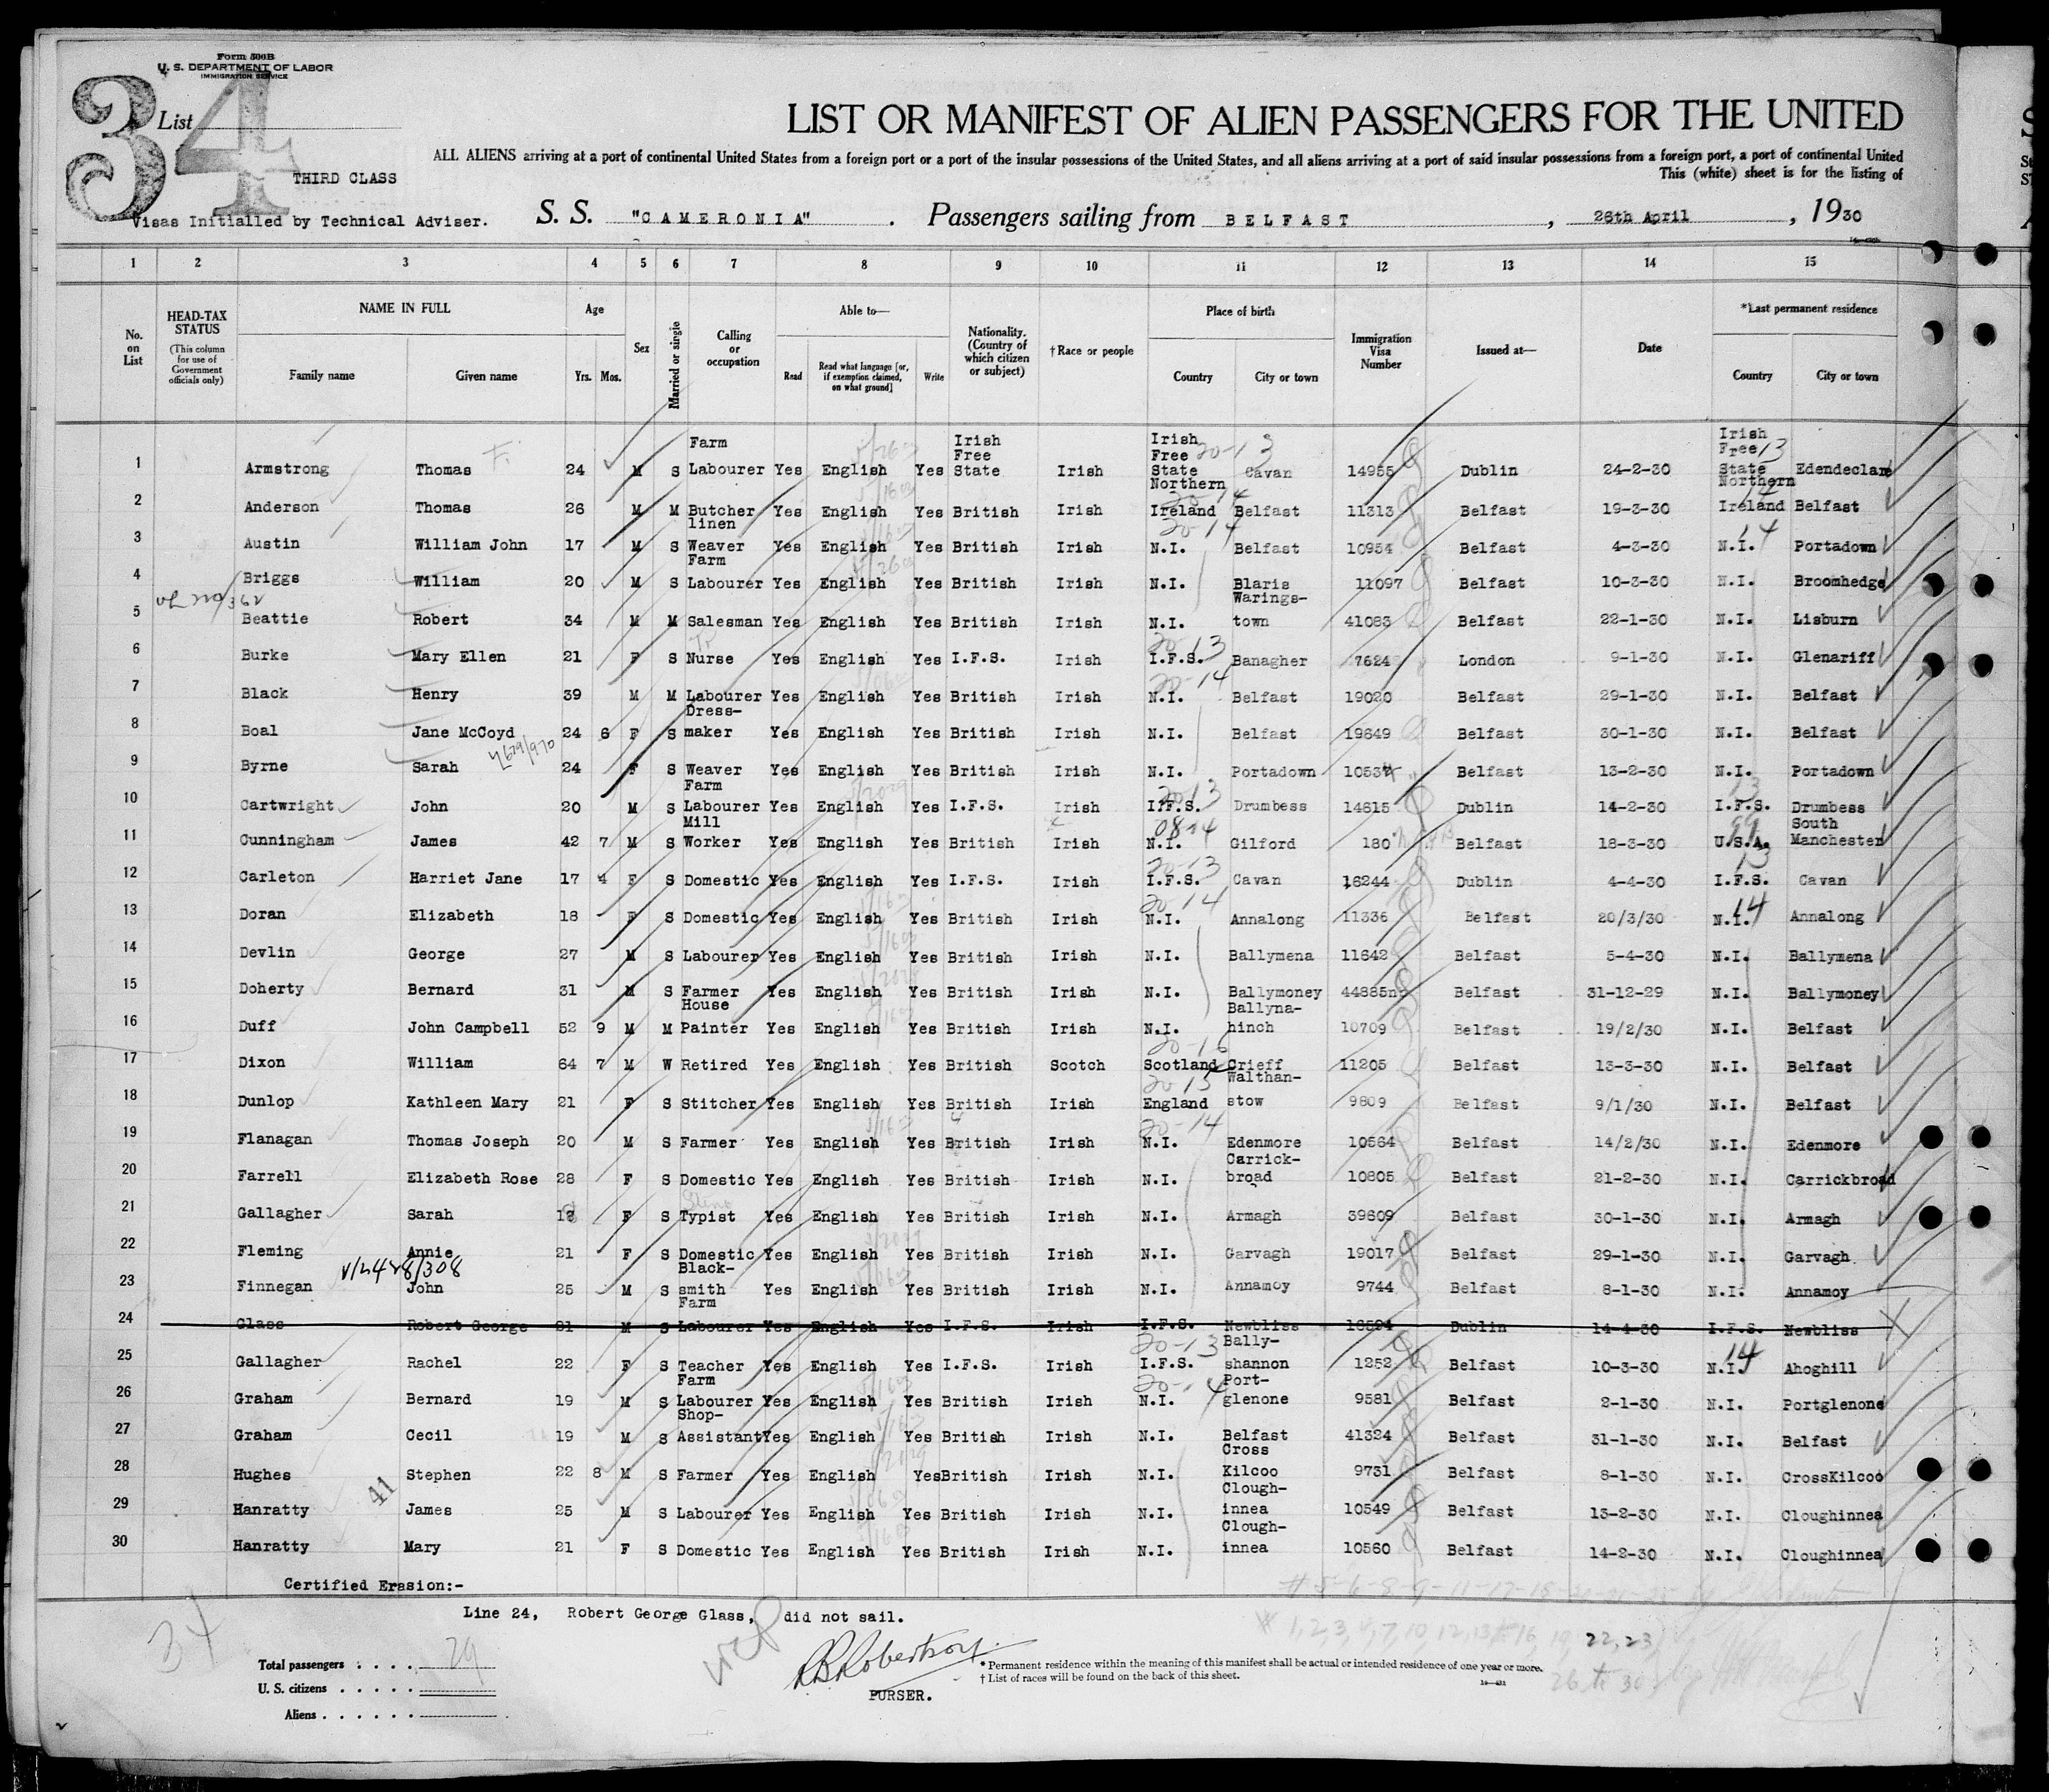 Form 500B
U. S. DEPARTMENT OF LABOR
IMMIGRATION SERVICE
34
List
LIST OR MANIFEST OF ALIEN PASSENGERS FOR THE UNITED
ALL ALIENS arriving at a port of continental United States from a foreign port or a port of the insular possessions of the United States, and all aliens arriving at a port of said insular possessions from a foreign port, a port of continental United
This (white) sheet is for the listing of
THIRD CLASS
Visas Initialled by Technical Adviser.
S. S. "CAMERONIA" . Passengers sailing from BELFAST , 26th April , 1930
1 2 3 4 5 6 7 8 9 10 11 12 13 14 15
No. on List
HEAD-TAX STATUS (This column for use of Government officials only)
NAME IN FULL Family name Given name
Age Yrs. Mos.
Sex
Married or single
Calling or occupation
Able to— Read Read what language [or, if exemption claimed, on what ground] Write
Nationality. (Country of which citizen or subject)
†Race or people
Place of birth Country City or town
Immigration Visa Number
Issued at—
Date
*Last permanent residence Country City or town
1 Armstrong Thomas 24 M S Farm Labourer Yes English Yes Irish Free State Irish Irish Free State Cavan 14955 Dublin 24-2-30 Irish Free State Edendeclare
2 Anderson Thomas 26 M M Butcher Yes English Yes British Irish Northern Ireland Belfast 11313 Belfast 19-3-30 Northern Ireland Belfast
3 Austin William John 17 M S linen Weaver Yes English Yes British Irish N.I. Belfast 10954 Belfast 4-3-30 N.I. Portadown
4 Briggs William 20 M S Farm Labourer Yes English Yes British Irish N.I. Blaris 11097 Belfast 10-3-30 N.I. Broomhedge
5 Beattie Robert 34 M M Salesman Yes English Yes British Irish N.I. Warings-town 41083 Belfast 22-1-30 N.I. Lisburn
6 Burke Mary Ellen 21 F S Nurse Yes English Yes I.F.S. Irish I.F.S. Banagher 7624 London 9-1-30 N.I. Glenariff
7 Black Henry 39 M M Labourer Yes English Yes British Irish N.I. Belfast 19020 Belfast 29-1-30 N.I. Belfast
8 Boal Jane McCoyd 24 6 F S Dress-maker Yes English Yes British Irish N.I. Belfast 19649 Belfast 30-1-30 N.I. Belfast
9 Byrne Sarah 24 F S Weaver Yes English Yes British Irish N.I. Portadown 10534 Belfast 13-2-30 N.I. Portadown
10 Cartwright John 20 M S Farm Labourer Yes English Yes I.F.S. Irish I.F.S. Drumbess 14615 Dublin 14-2-30 I.F.S. Drumbess
11 Cunningham James 42 7 M S Mill Worker Yes English Yes British Irish N.I. Gilford 180 Belfast 18-3-30 U.S.A. South Manchester
12 Carleton Harriet Jane 17 4 F S Domestic Yes English Yes I.F.S. Irish I.F.S. Cavan 16244 Dublin 4-4-30 I.F.S. Cavan
13 Doran Elizabeth 18 F S Domestic Yes English Yes British Irish N.I. Annalong 11336 Belfast 20/3/30 N.I. Annalong
14 Devlin George 27 M S Labourer Yes English Yes British Irish N.I. Ballymena 11642 Belfast 5-4-30 N.I. Ballymena
15 Doherty Bernard 31 M S Farmer Yes English Yes British Irish N.I. Ballymoney 44885 Belfast 31-12-29 N.I. Ballymoney
16 Duff John Campbell 52 9 M M House Painter Yes English Yes British Irish N.I. Ballyna-hinch 10709 Belfast 19/2/30 N.I. Belfast
17 Dixon William 64 7 M W Retired Yes English Yes British Scotch Scotland Crieff 11205 Belfast 13-3-30 N.I. Belfast
18 Dunlop Kathleen Mary 21 F S Stitcher Yes English Yes British Irish England Walthan-stow 9809 Belfast 9/1/30 N.I. Belfast
19 Flanagan Thomas Joseph 20 M S Farmer Yes English Yes British Irish N.I. Edenmore 10564 Belfast 14/2/30 N.I. Edenmore
20 Farrell Elizabeth Rose 28 F S Domestic Yes English Yes British Irish N.I. Carrick-broad 10805 Belfast 21-2-30 N.I. Carrickbroad
21 Gallagher Sarah 18 F S Typist Yes English Yes British Irish N.I. Armagh 39609 Belfast 30-1-30 N.I. Armagh
22 Fleming Annie 21 F S Domestic Yes English Yes British Irish N.I. Garvagh 19017 Belfast 29-1-30 N.I. Garvagh
23 Finnegan John 25 M S Black-smith Yes English Yes British Irish N.I. Annamoy 9744 Belfast 8-1-30 N.I. Annamoy
24 Glass Robert George 21 M S Farm Labourer Yes English Yes I.F.S. Irish I.F.S. Newbliss 16594 Dublin 14-4-30 I.F.S. Newbliss
25 Gallagher Rachel 22 F S Teacher Yes English Yes I.F.S. Irish I.F.S. Bally-shannon 1252 Belfast 10-3-30 N.I. Ahoghill
26 Graham Bernard 19 M S Farm Labourer Yes English Yes British Irish N.I. Port-glenone 9581 Belfast 2-1-30 N.I. Portglenone
27 Graham Cecil 19 M S Shop-Assistant Yes English Yes British Irish N.I. Belfast 41324 Belfast 31-1-30 N.I. Belfast
28 Hughes Stephen 22 8 M S Farmer Yes English Yes British Irish N.I. Cross Kilcoo 9731 Belfast 8-1-30 N.I. CrossKilcoo
29 Hanratty James 25 M S Labourer Yes English Yes British Irish N.I. Clough-innea 10549 Belfast 13-2-30 N.I. Cloughinnea
30 Hanratty Mary 21 F S Domestic Yes English Yes British Irish N.I. Clough-innea 10560 Belfast 14-2-30 N.I. Cloughinnea
41
Certified Erasion:-
Line 24, Robert George Glass, did not sail.
34
Total passengers . . . . 29
U. S. citizens . . . . .
Aliens . . . . . .
RB Robertson
PURSER.
* Permanent residence within the meaning of this manifest shall be actual or intended residence of one year or more.
† List of races will be found on the back of this sheet.
22, 23
26 to 30